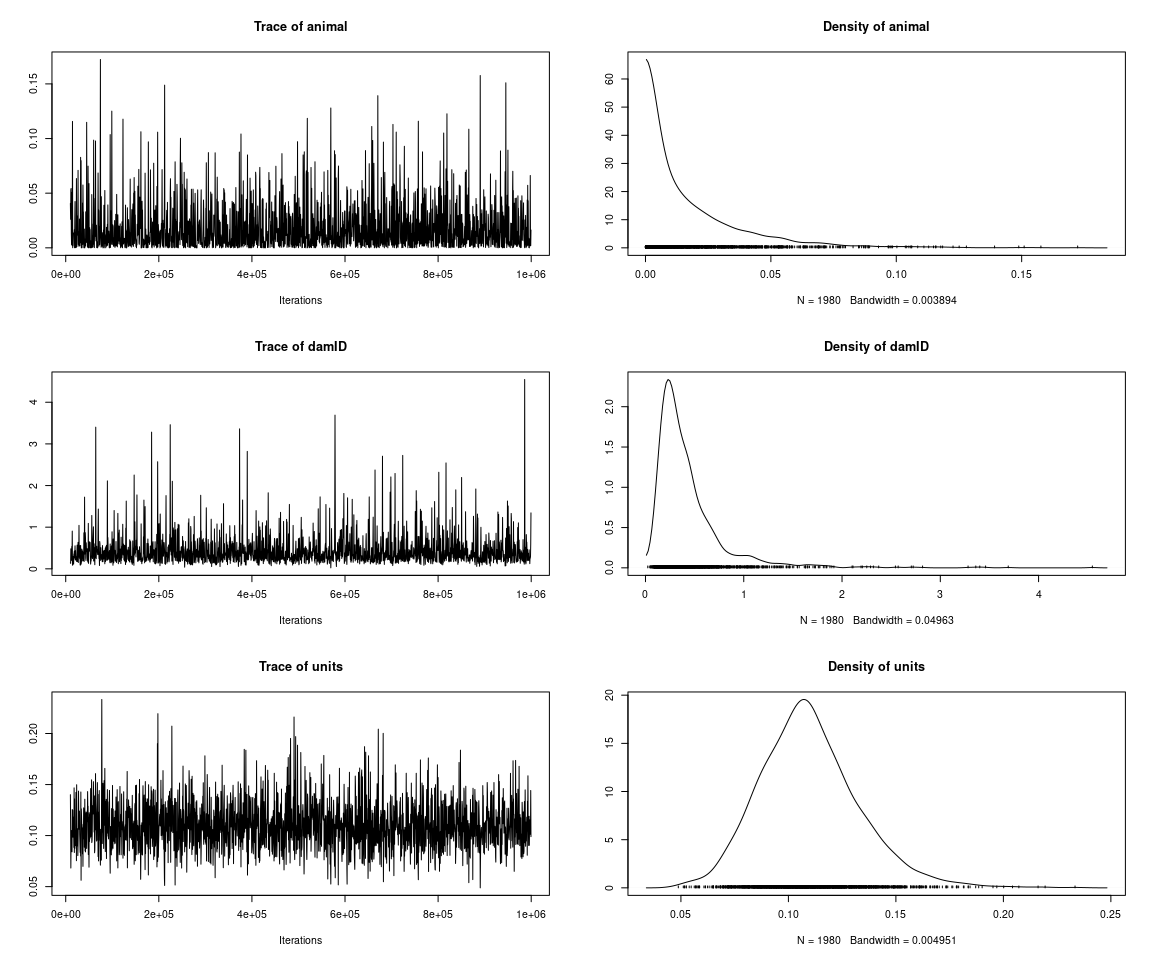 Trace of animal
0.15
0.10
0.05
0.00
0e+00 2e+05 4e+05 6e+05 8e+05 1e+06
Iterations
Density of animal
60
50
40
30
20
10
0
0.00 0.05 0.10 0.15
N = 1980 Bandwidth = 0.003894
Trace of damID
4
3
2
1
0
0e+00 2e+05 4e+05 6e+05 8e+05 1e+06
Iterations
Density of damID
2.0
1.5
1.0
0.5
0.0
0 1 2 3 4
N = 1980 Bandwidth = 0.04963
Trace of units
0.20
0.15
0.10
0.05
0e+00 2e+05 4e+05 6e+05 8e+05 1e+06
Iterations
Density of units
20
15
10
5
0
0.05 0.10 0.15 0.20 0.25
N = 1980 Bandwidth = 0.004951